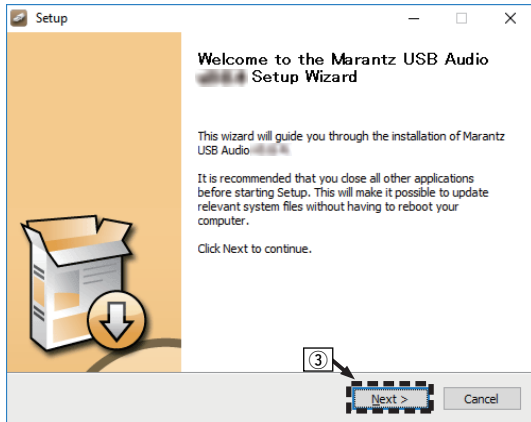 Setup
Welcome to the Marantz USB Audio
Setup Wizard
This wizard will guide you through the installation of Marantz
USB Audio
It is recommended that you close all other applications
before starting Setup. This will make it possible to update
relevant system files without having to reboot your
computer.
Click Next to continue.
③
Next >
Cancel